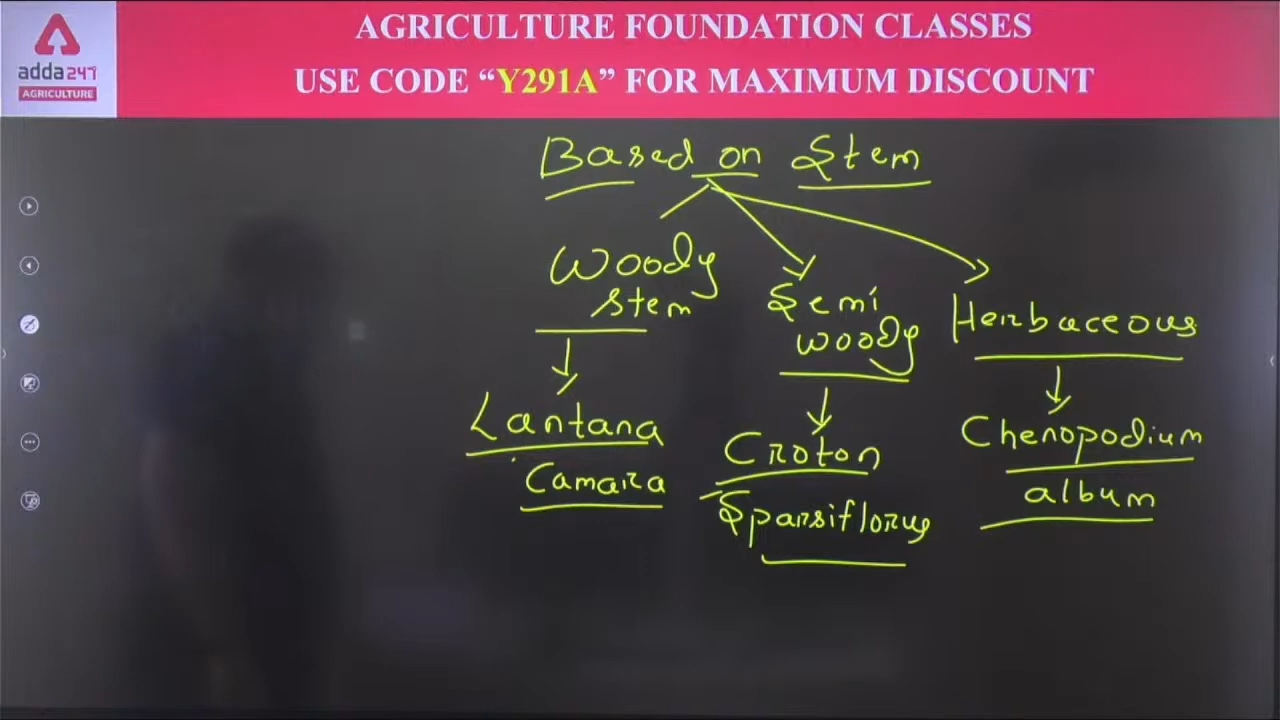 AGRICULTURE FOUNDATION CLASSES
USE CODE “Y291A” FOR MAXIMUM DISCOUNT
adda247
AGRICULTURE
Based on Stem
Woody
stem
Semi
woody
Herbaceous
Lantana
Camara
Croton
Sparsiflorus
Chenopodium
album